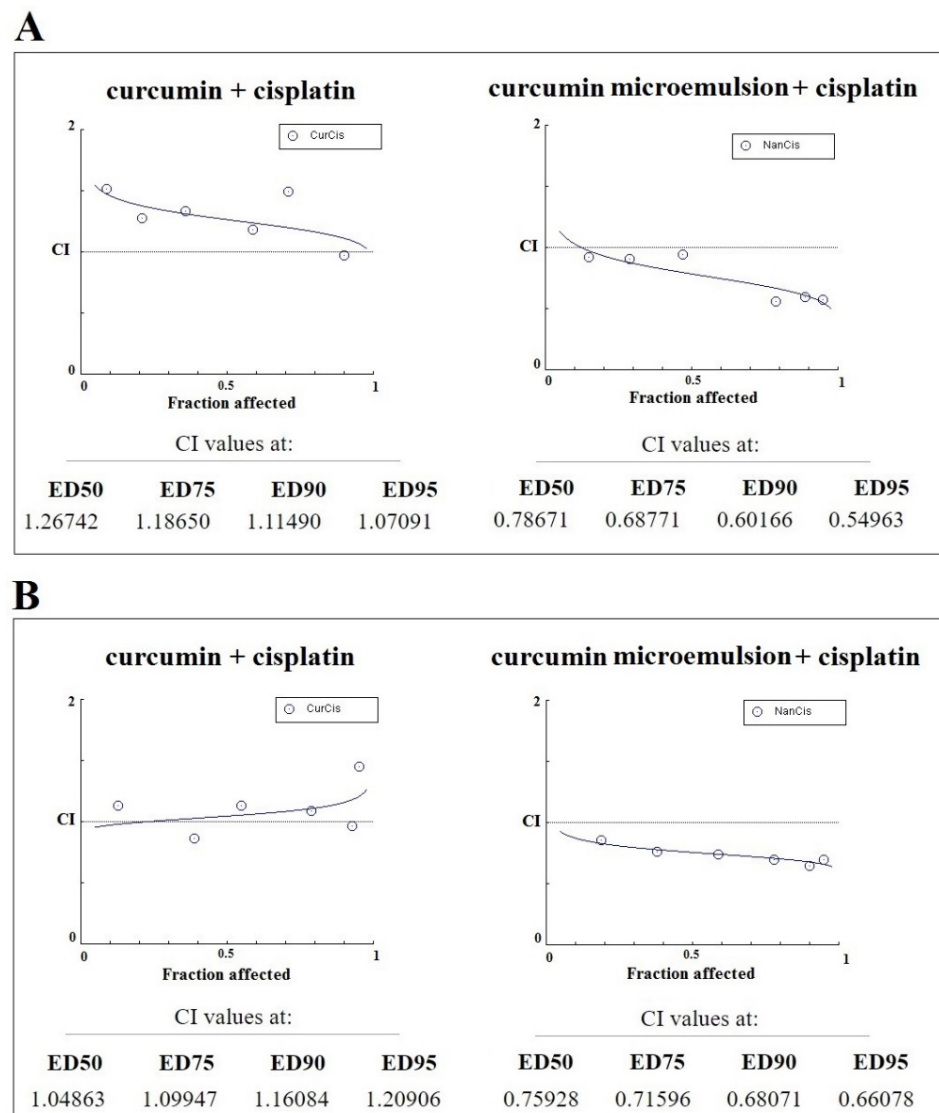 A
curcumin + cisplatin
2
CurCis
CI
0
0 0.5 1
Fraction affected
CI values at:
ED50 ED75 ED90 ED95
1.26742 1.18650 1.11490 1.07091
curcumin microemulsion + cisplatin
2
NanCis
CI
0
0 0.5 1
Fraction affected
CI values at:
ED50 ED75 ED90 ED95
0.78671 0.68771 0.60166 0.54963
B
curcumin + cisplatin
2
CurCis
CI
0
0 0.5 1
Fraction affected
CI values at:
ED50 ED75 ED90 ED95
1.04863 1.09947 1.16084 1.20906
curcumin microemulsion + cisplatin
2
NanCis
CI
0
0 0.5 1
Fraction affected
CI values at:
ED50 ED75 ED90 ED95
0.75928 0.71596 0.68071 0.66078